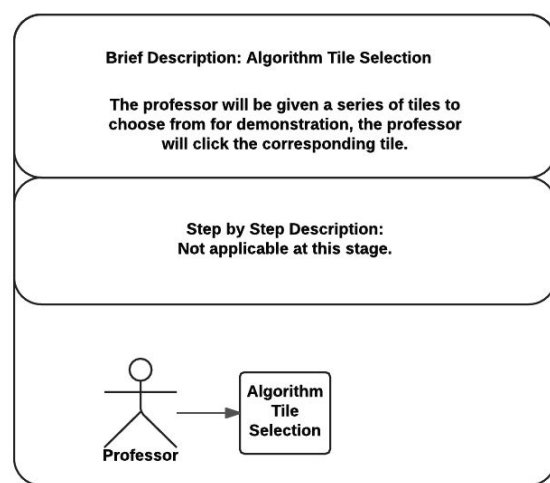 Brief Description: Algorithm Tile Selection
The professor will be given a series of tiles to
choose from for demonstration, the professor
will click the corresponding tile.
Step by Step Description:
Not applicable at this stage.
Algorithm
Tile
Selection
Professor